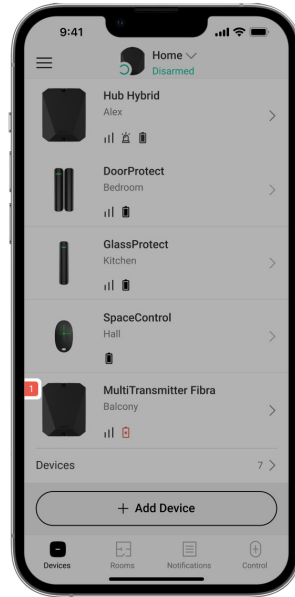 9:41
Home
Disarmed
Hub Hybrid
Alex
DoorProtect
Bedroom
GlassProtect
Kitchen
SpaceControl
Hall
1
MultiTransmitter Fibra
Balcony
Devices 7
+ Add Device
Devices Rooms Notifications Control